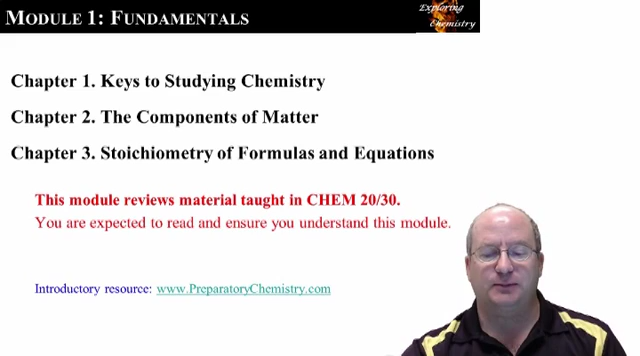 MODULE 1: FUNDAMENTALS
Exploring
Chemistry
Chapter 1. Keys to Studying Chemistry
Chapter 2. The Components of Matter
Chapter 3. Stoichiometry of Formulas and Equations
This module reviews material taught in CHEM 20/30.
You are expected to read and ensure you understand this module.
Introductory resource: www.PreparatoryChemistry.com